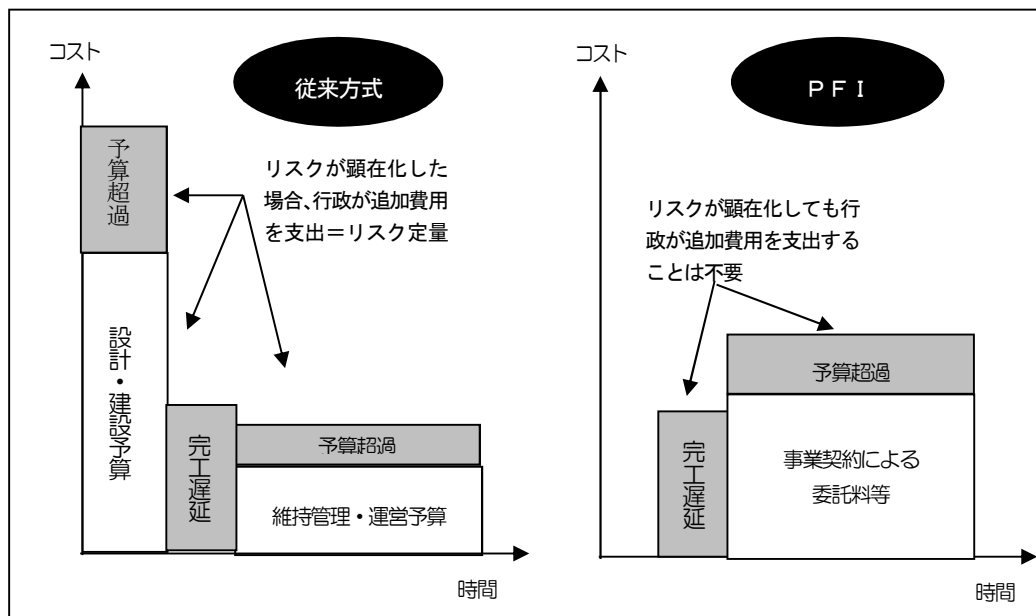 コスト
従来方式
予算超過
リスクが顕在化した
場合、行政が追加費用
を支出＝リスク定量
設計・建設予算
完工遅延
予算超過
維持管理・運営予算
時間
コスト
ＰＦＩ
リスクが顕在化しても行
政が追加費用を支出する
ことは不要
予算超過
完工遅延
事業契約による
委託料等
時間